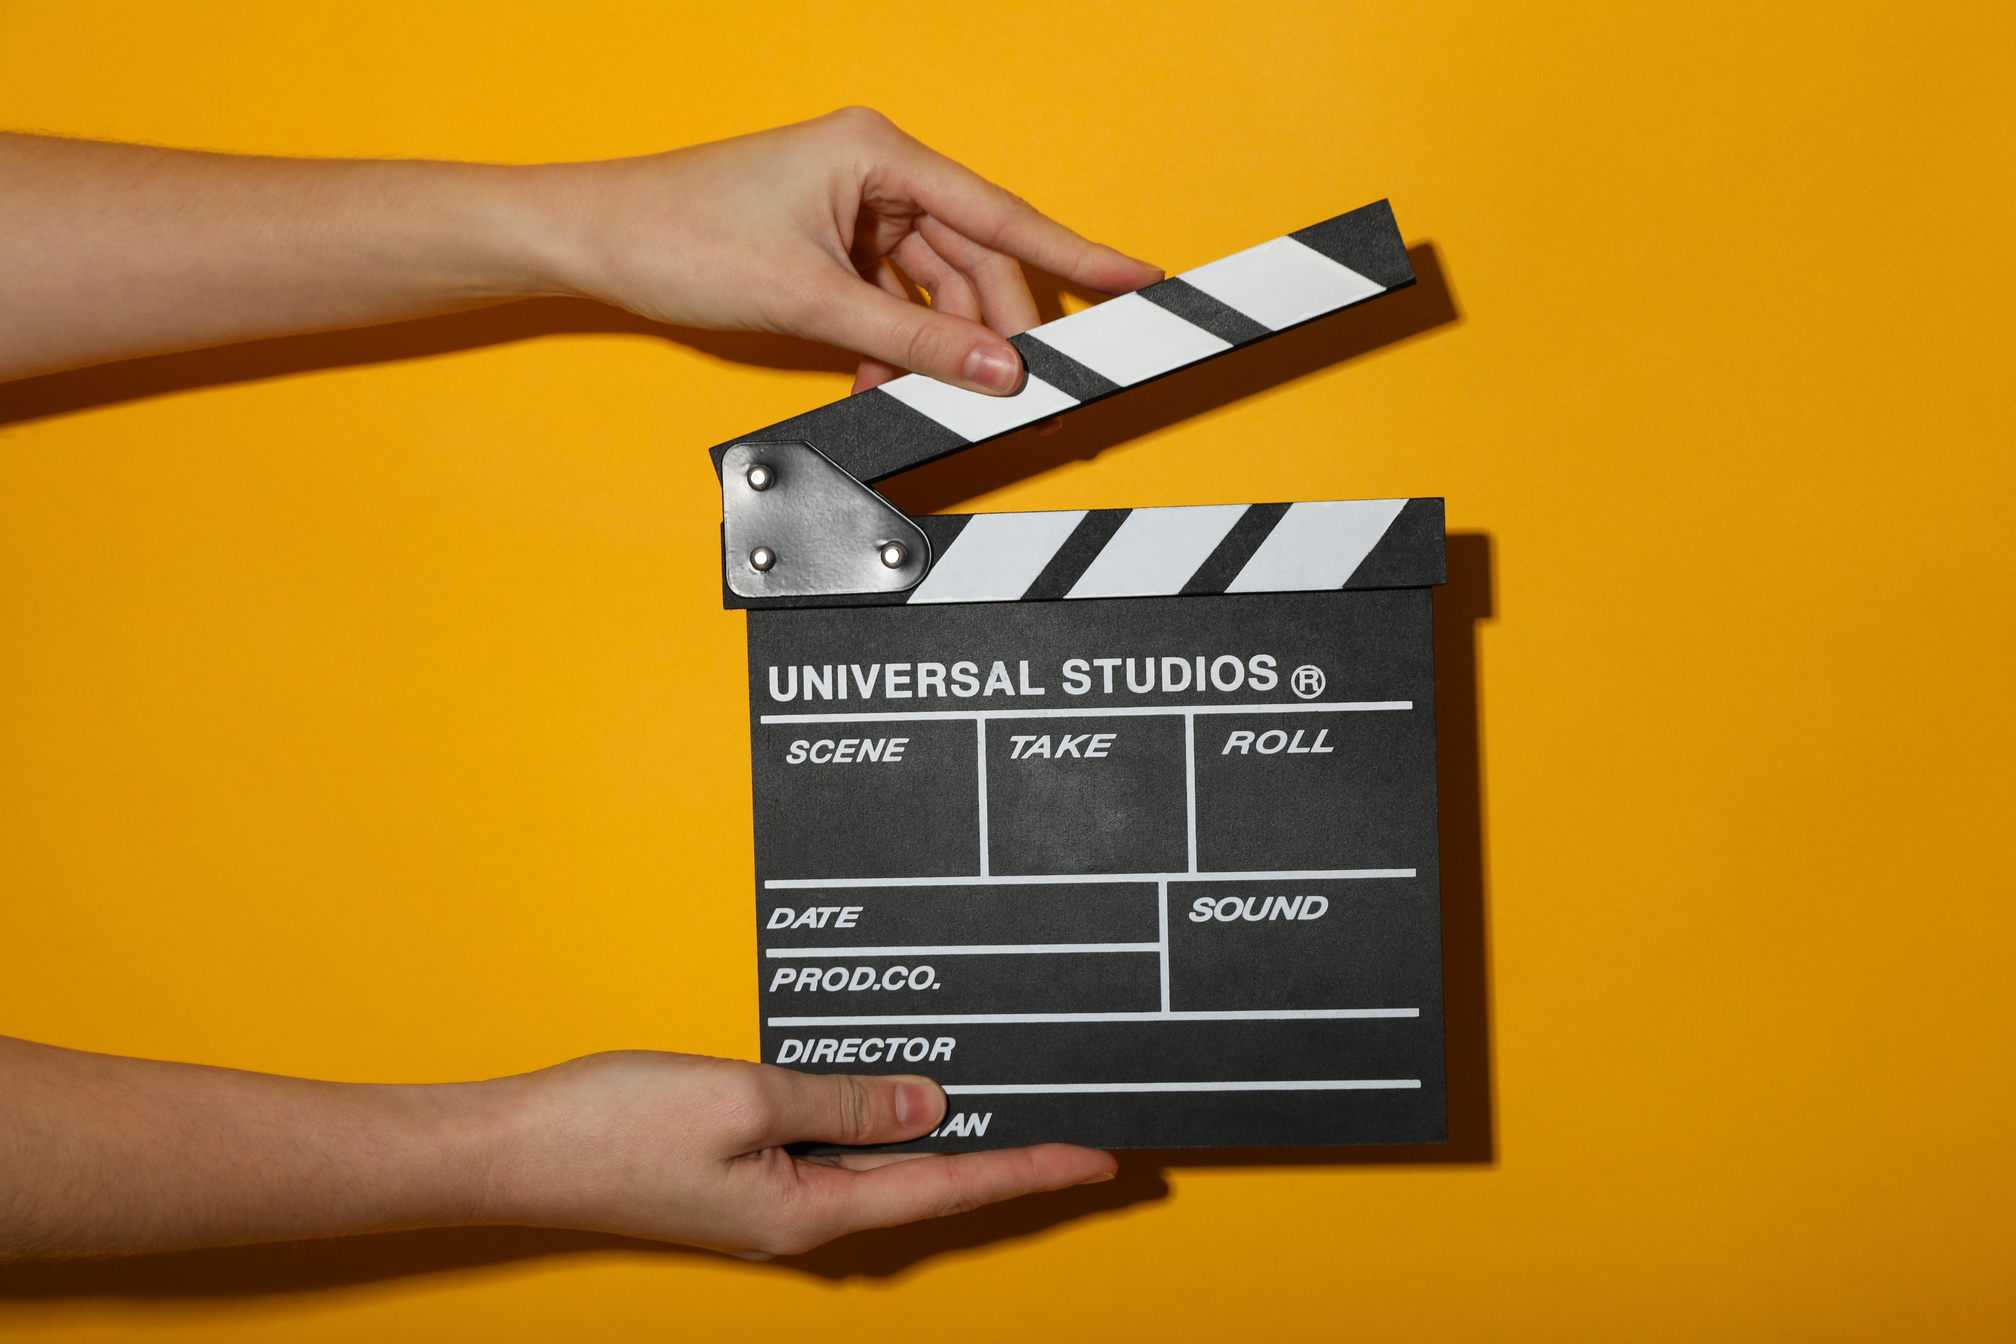 UNIVERSAL STUDIOS ®
SCENE TAKE ROLL
DATE SOUND
PROD.CO.
DIRECTOR